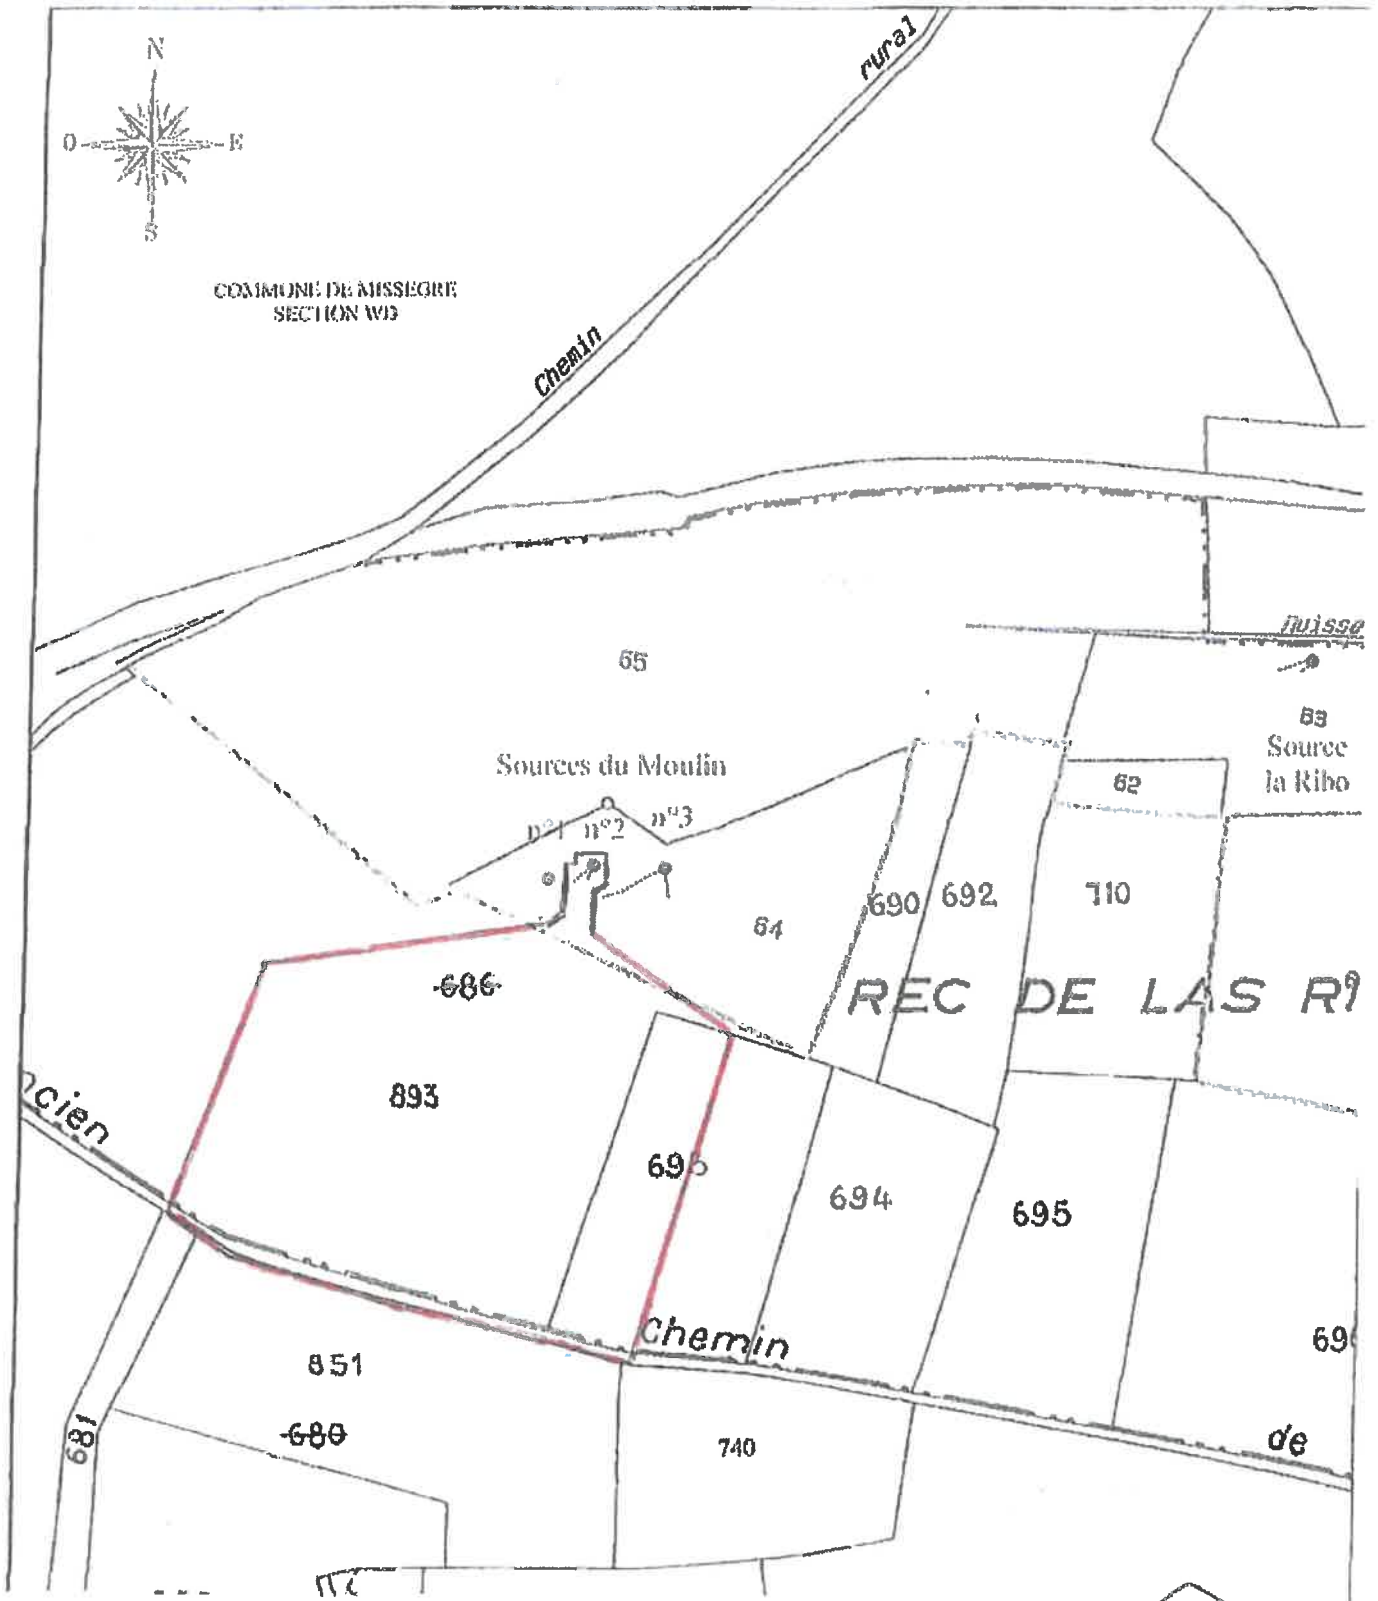 N
O
E
S
rural
COMMUNE DE MISSEGRE
SECTION WD
Chemin
65
Sources du Moulin
n°1
n°2
n°3
83
Source
la Ribo
62
690
692
710
64
686
REC DE LAS
893
ncien
694
695
Chemin
851
680
681
740
de